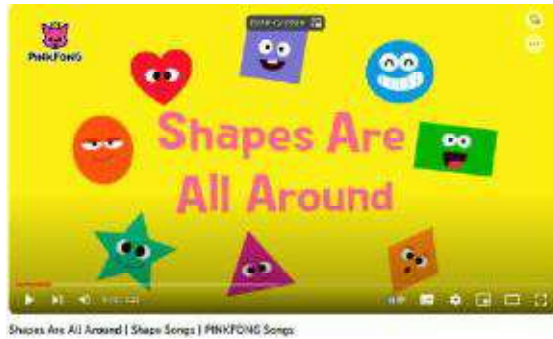 PINKFONG
Shapes Are
All Around
Shapes Are All Around | Shape Songs | PINKFONG Songs